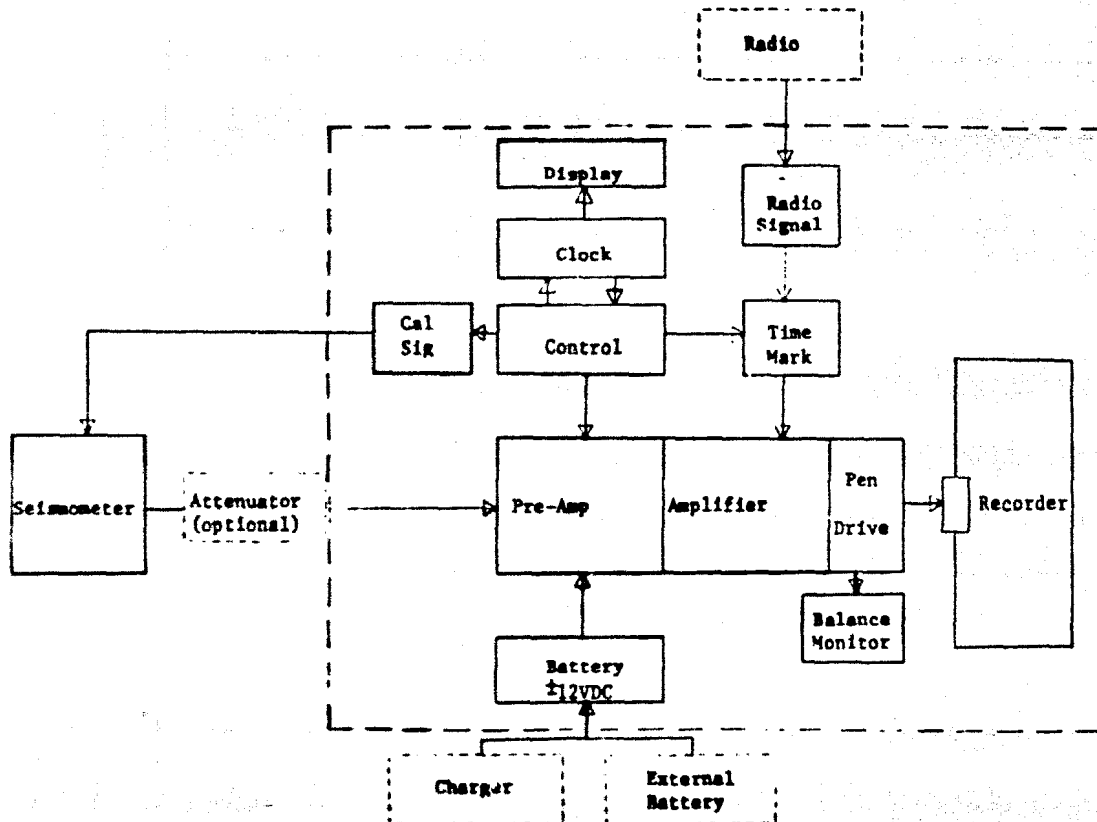 Radio
Display
Radio
Signal
Clock
Cal
Sig
Control
Time
Mark
Seismometer
Attenuator
(optional)
Pre-Amp
Amplifier
Pen
Drive
Recorder
Balance
Monitor
Battery
±12VDC
Charger
External
Battery